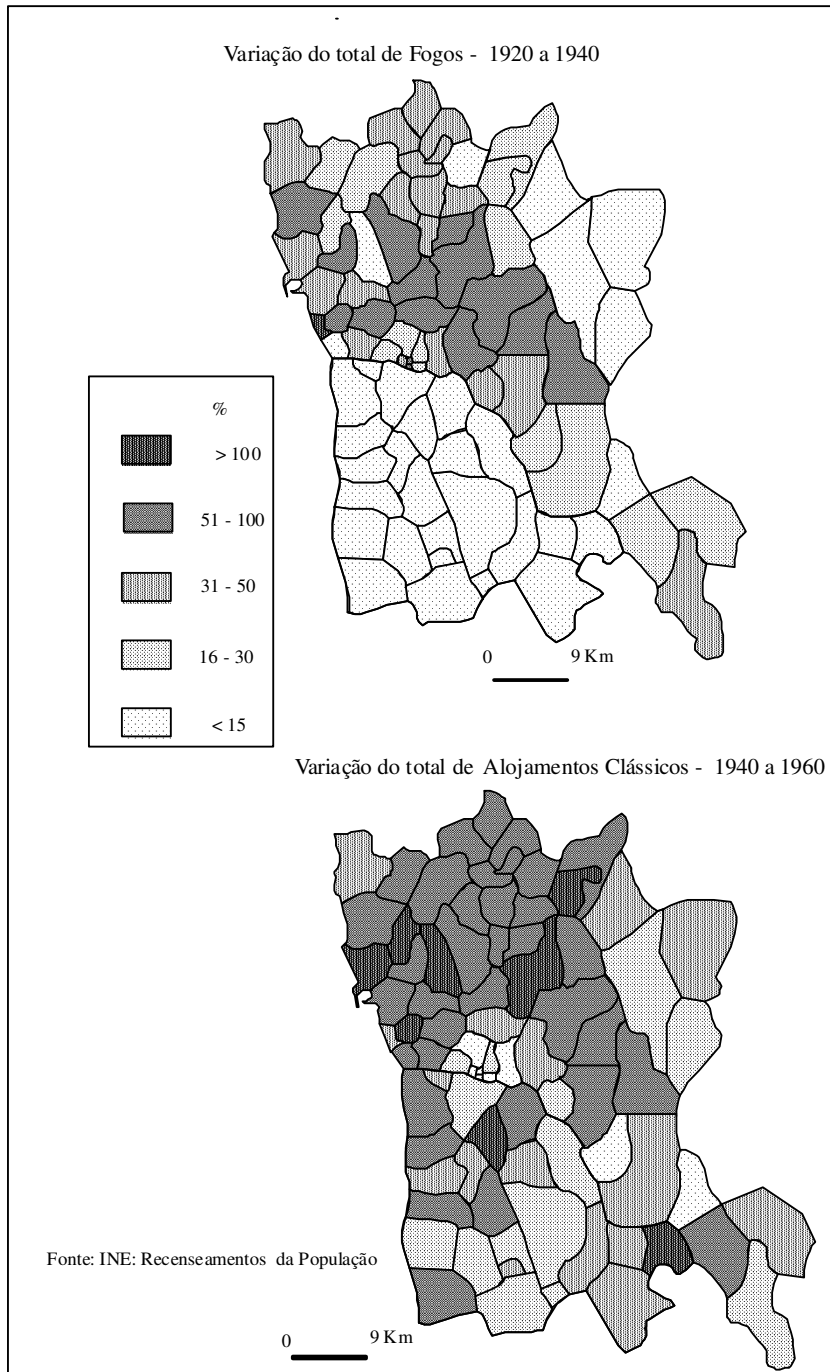 Variação do total de Fogos - 1920 a 1940
%
> 100
51 - 100
31 - 50
16 - 30
< 15
0 9 Km
Variação do total de Alojamentos Clássicos - 1940 a 1960
Fonte: INE: Recenseamentos da População
0 9 Km